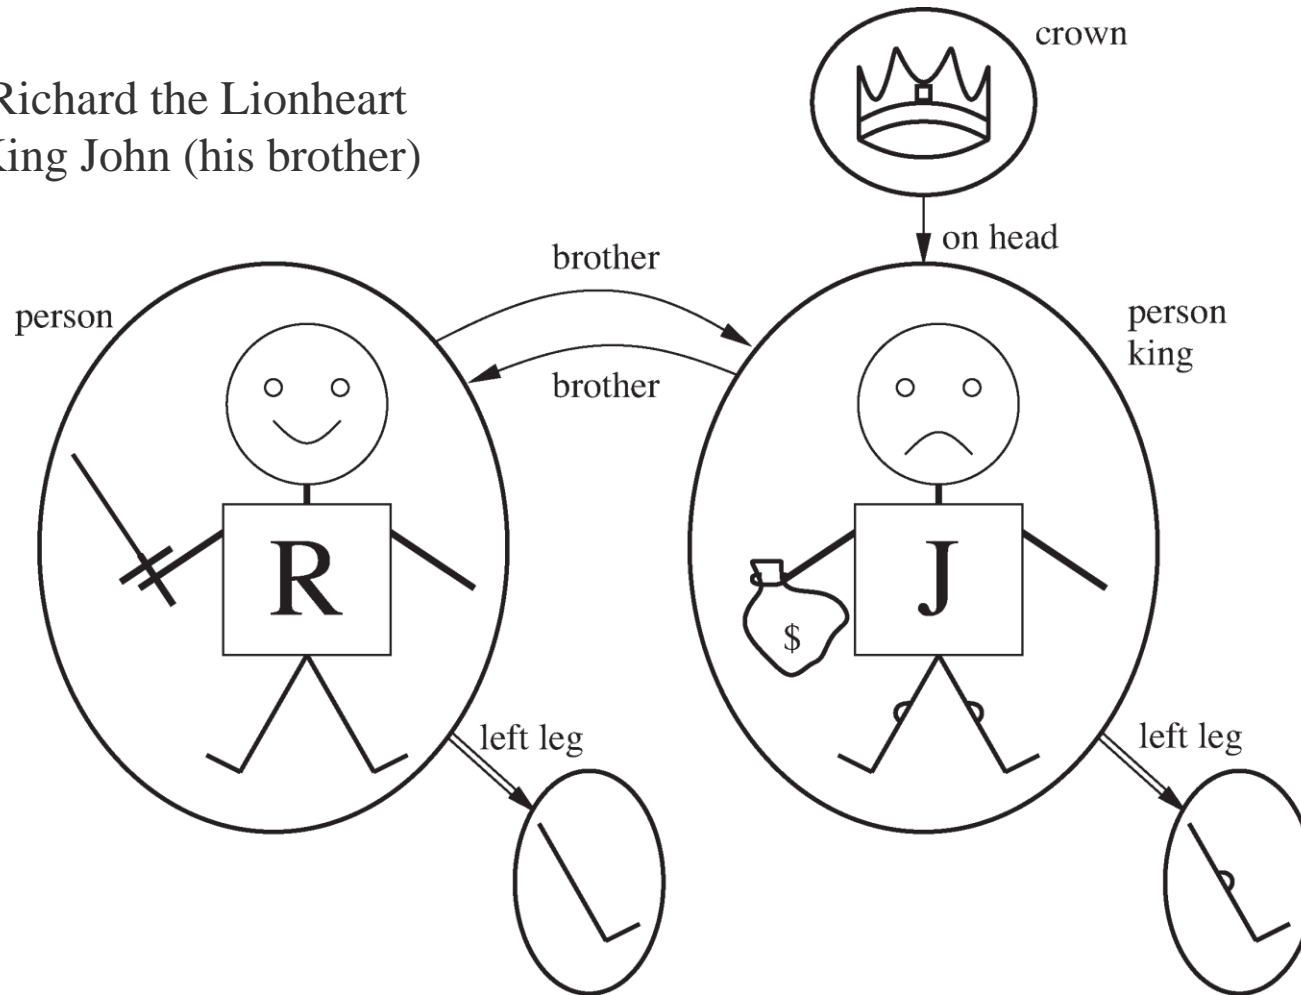 Richard the Lionheart
King John (his brother)
crown
on head
brother
person
person
king
brother
R
J
$
left leg
left leg